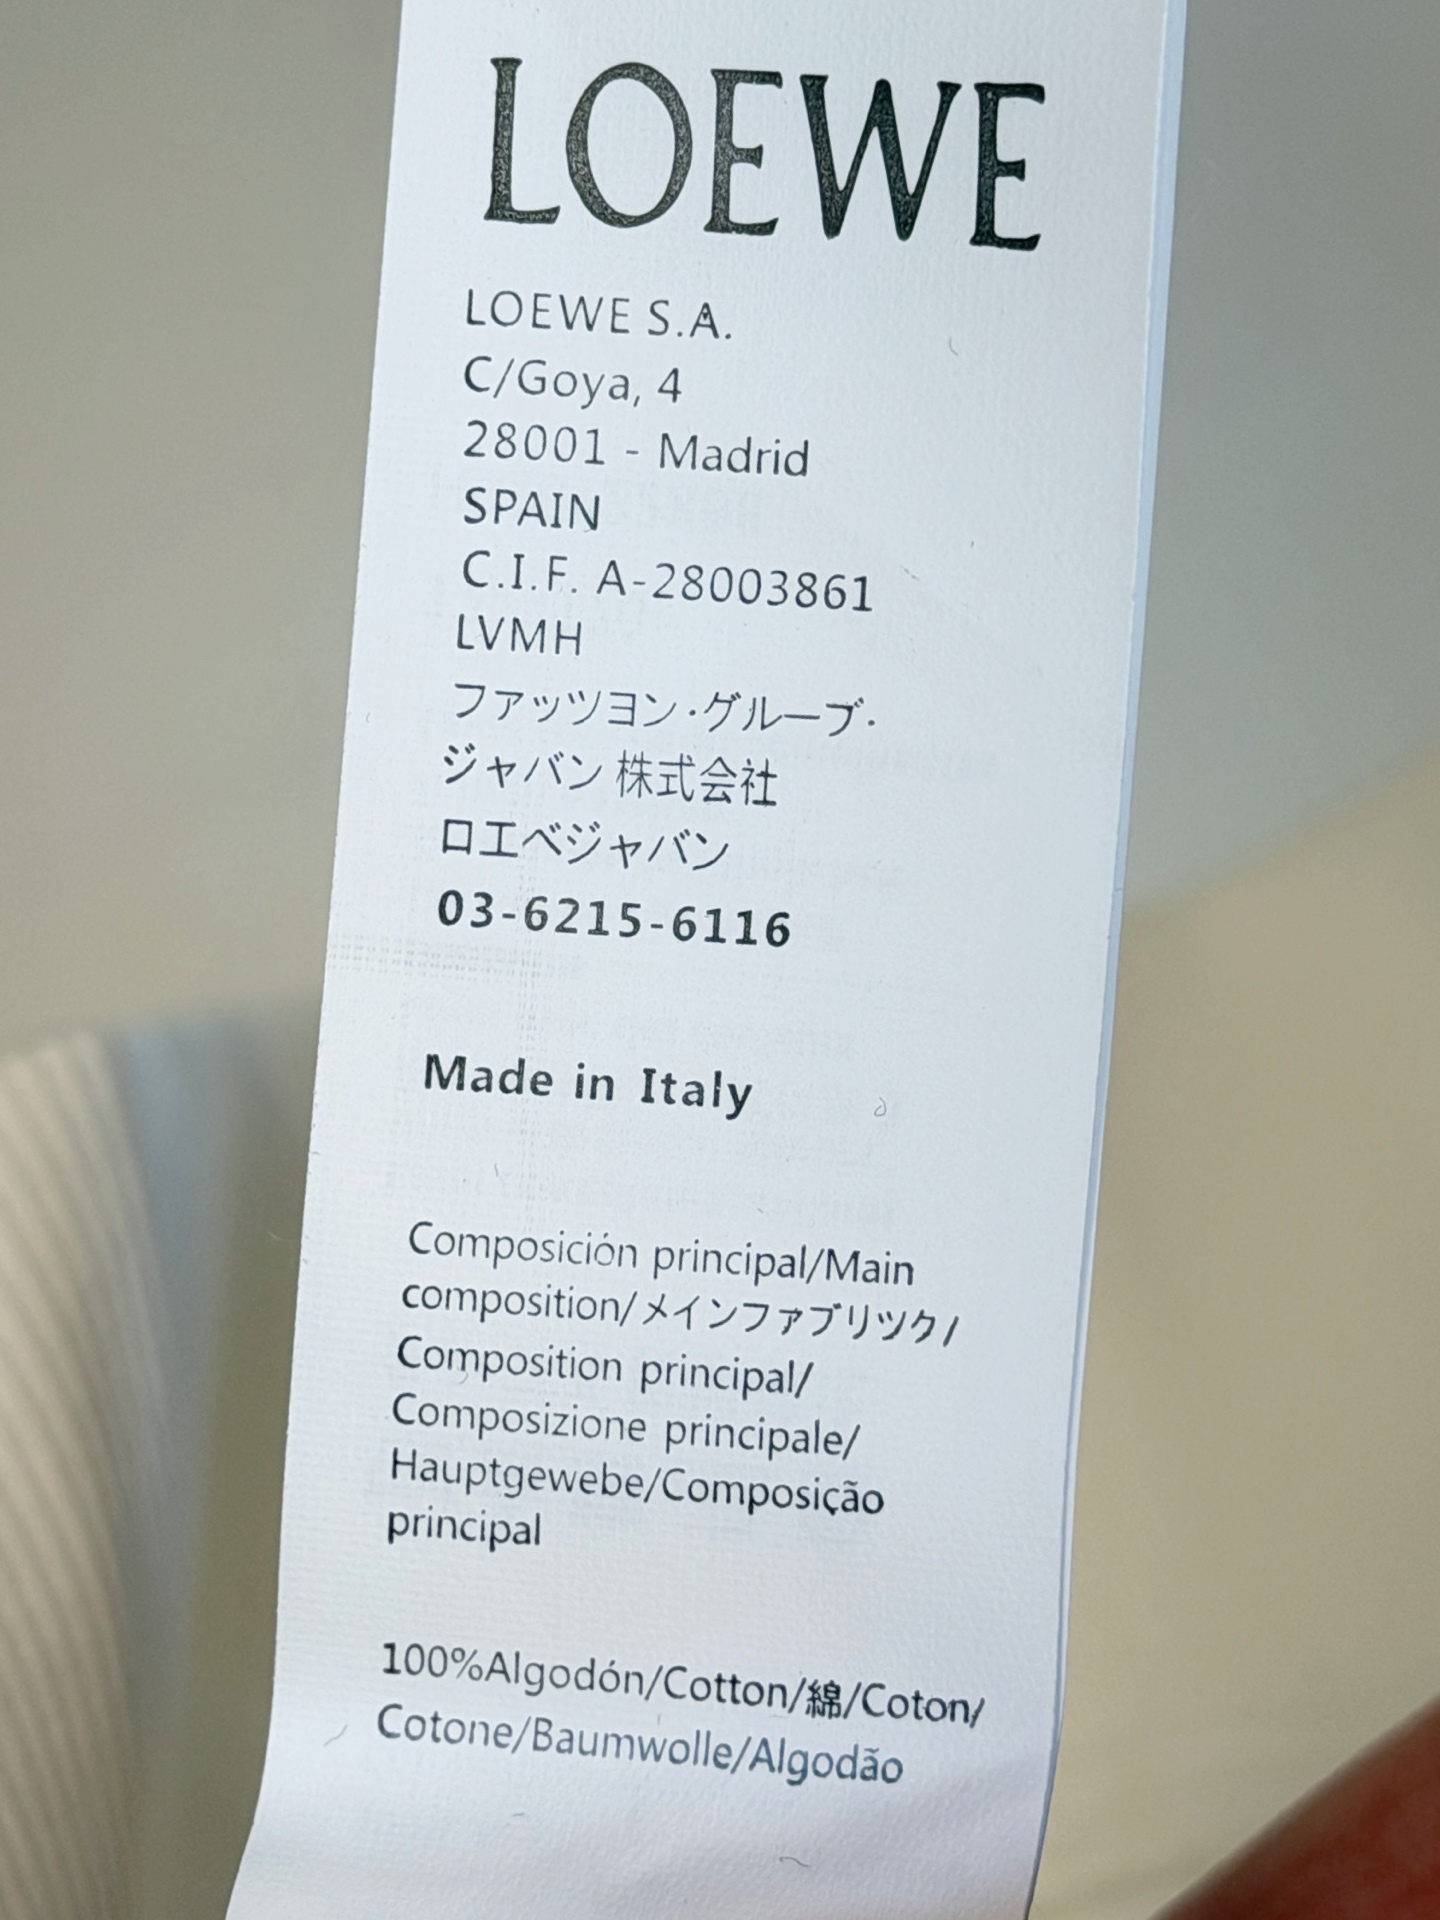 LOEWE
LOEWE S.A.
C/Goya, 4
28001 - Madrid
SPAIN
C.I.F. A-28003861
LVMH
ファッツヨン·グルーブ·
ジャバン 株式会社
ロエベジャバン
03-6215-6116
Made in Italy
Composición principal/Main
composition/メインファブリツク/
Composition principal/
Composizione principale/
Hauptgewebe/Composição
principal
100%Algodón/Cotton/綿/Coton/
Cotone/Baumwolle/Algodão